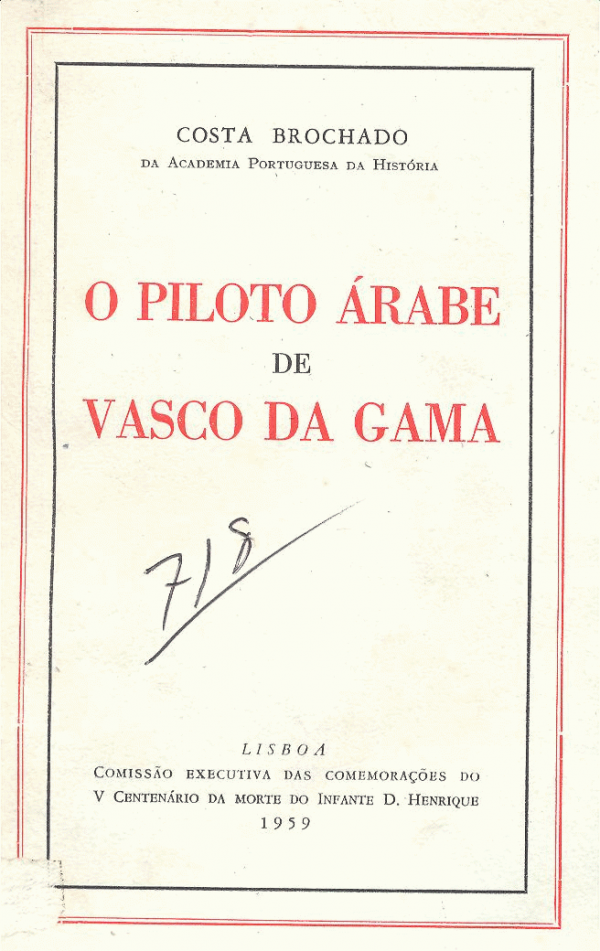 COSTA BROCHADO
DA ACADEMIA PORTUGUESA DA HISTÓRIA
O PILOTO ÁRABE
DE
VASCO DA GAMA
718
LISBOA
COMISSÃO EXECUTIVA DAS COMEMORAÇÕES DO
V CENTENÁRIO DA MORTE DO INFANTE D. HENRIQUE
1959